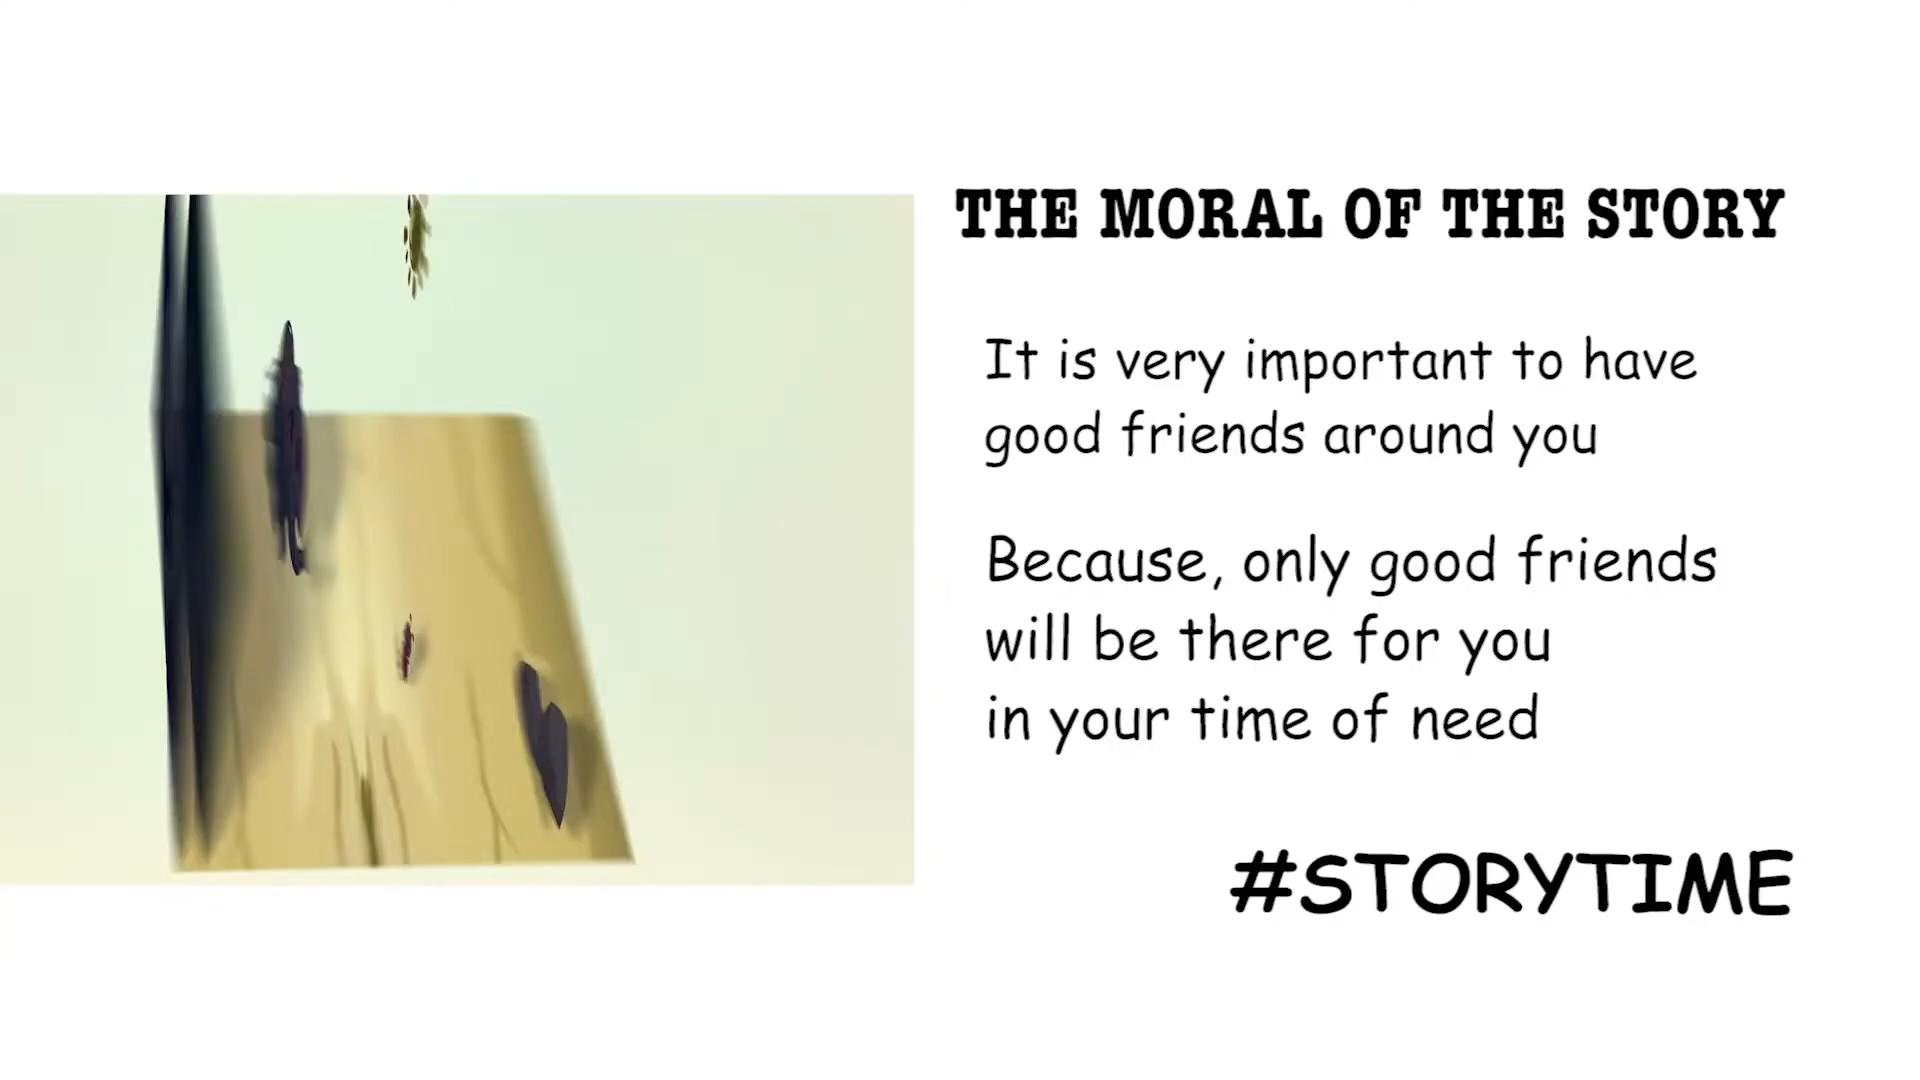 THE MORAL OF THE STORY
It is very important to have
good friends around you
Because, only good friends
will be there for you
in your time of need
#STORYTIME